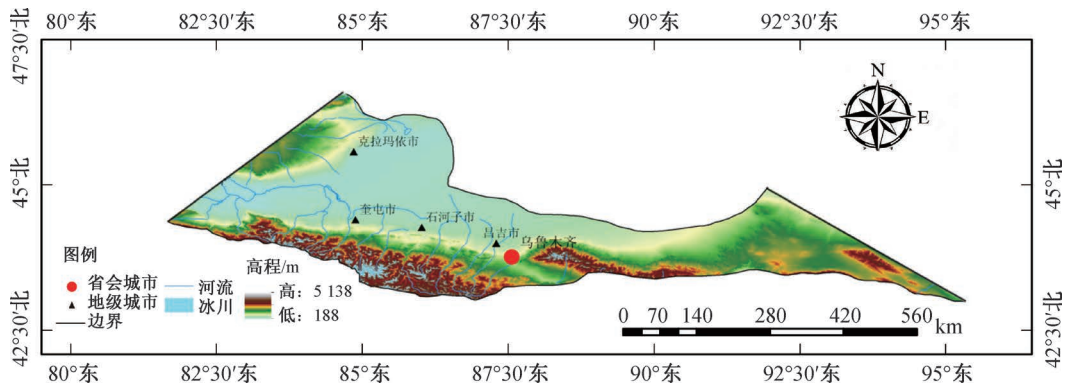 80°东 82°30′东 85°东 87°30′东 90°东 92°30′东 95°东
47°30′北 45°北 42°30′北
N
E
克拉玛依市
奎屯市
石河子市
昌吉市
乌鲁木齐
图例
省会城市
地级城市
边界
河流
冰川
高程/m
高：5 138
低：188
0 70 140 280 420 560 km
47°30′北 45°北 42°30′北
80°东 82°30′东 85°东 87°30′东 90°东 92°30′东 95°东